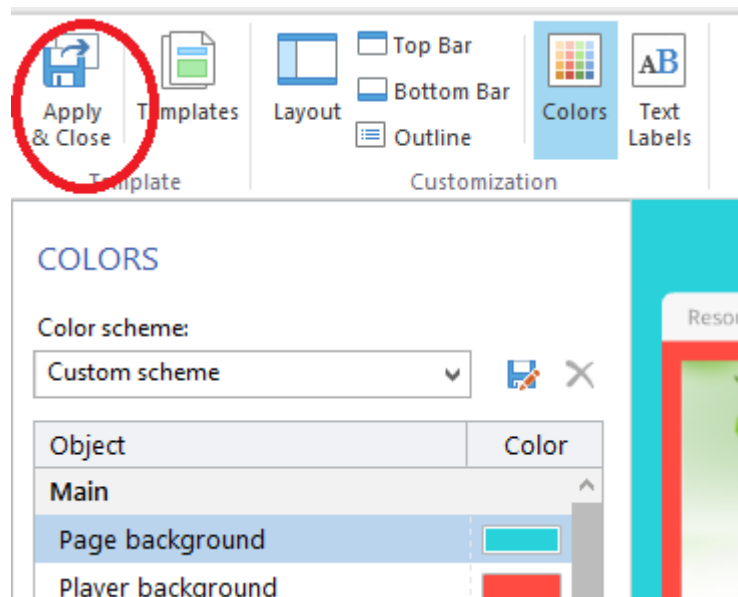 Top Bar
Bottom Bar
Outline
Apply
& Close
Templates
Layout
Colors
AB
Text
Labels
Template
Customization
COLORS
Color scheme:
Custom scheme
Object Color
Main
Page background
Player background